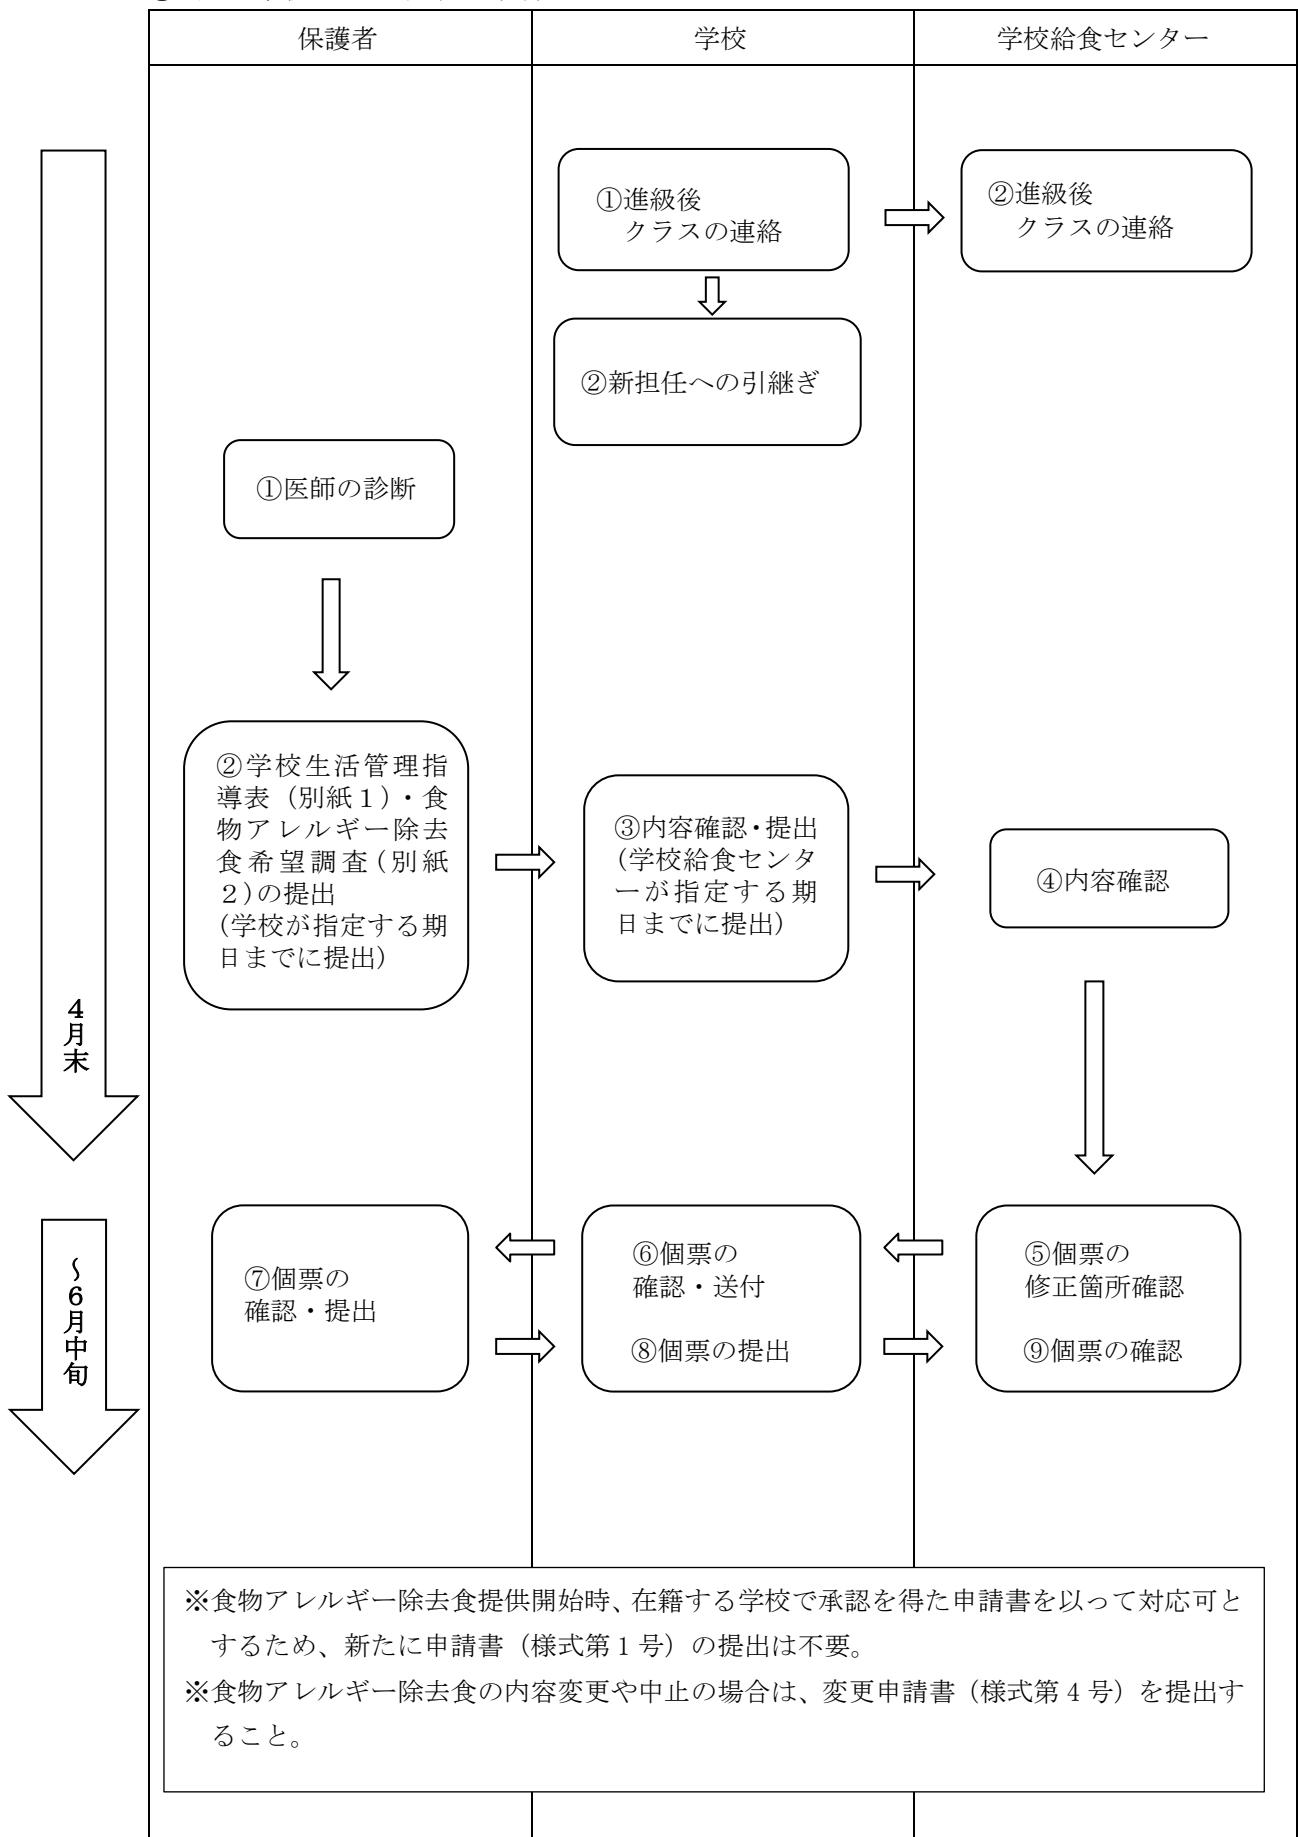 保護者
学校
学校給食センター
①進級後
クラスの連絡
②進級後
クラスの連絡
②新担任への引継ぎ
①医師の診断
②学校生活管理指
導表（別紙１）・食
物アレルギー除去
食希望調査（別紙
２）の提出
(学校が指定する期
日までに提出）
③内容確認・提出
(学校給食センタ
ーが指定する期
日までに提出）
④内容確認
４月末
⑦個票の
確認・提出
⑥個票の
確認・送付
⑧個票の提出
⑤個票の
修正箇所確認
⑨個票の確認
～６月中旬
※食物アレルギー除去食提供開始時、在籍する学校で承認を得た申請書を以って対応可と
するため、新たに申請書（様式第１号）の提出は不要。
※食物アレルギー除去食の内容変更や中止の場合は、変更申請書（様式第４号）を提出す
ること。